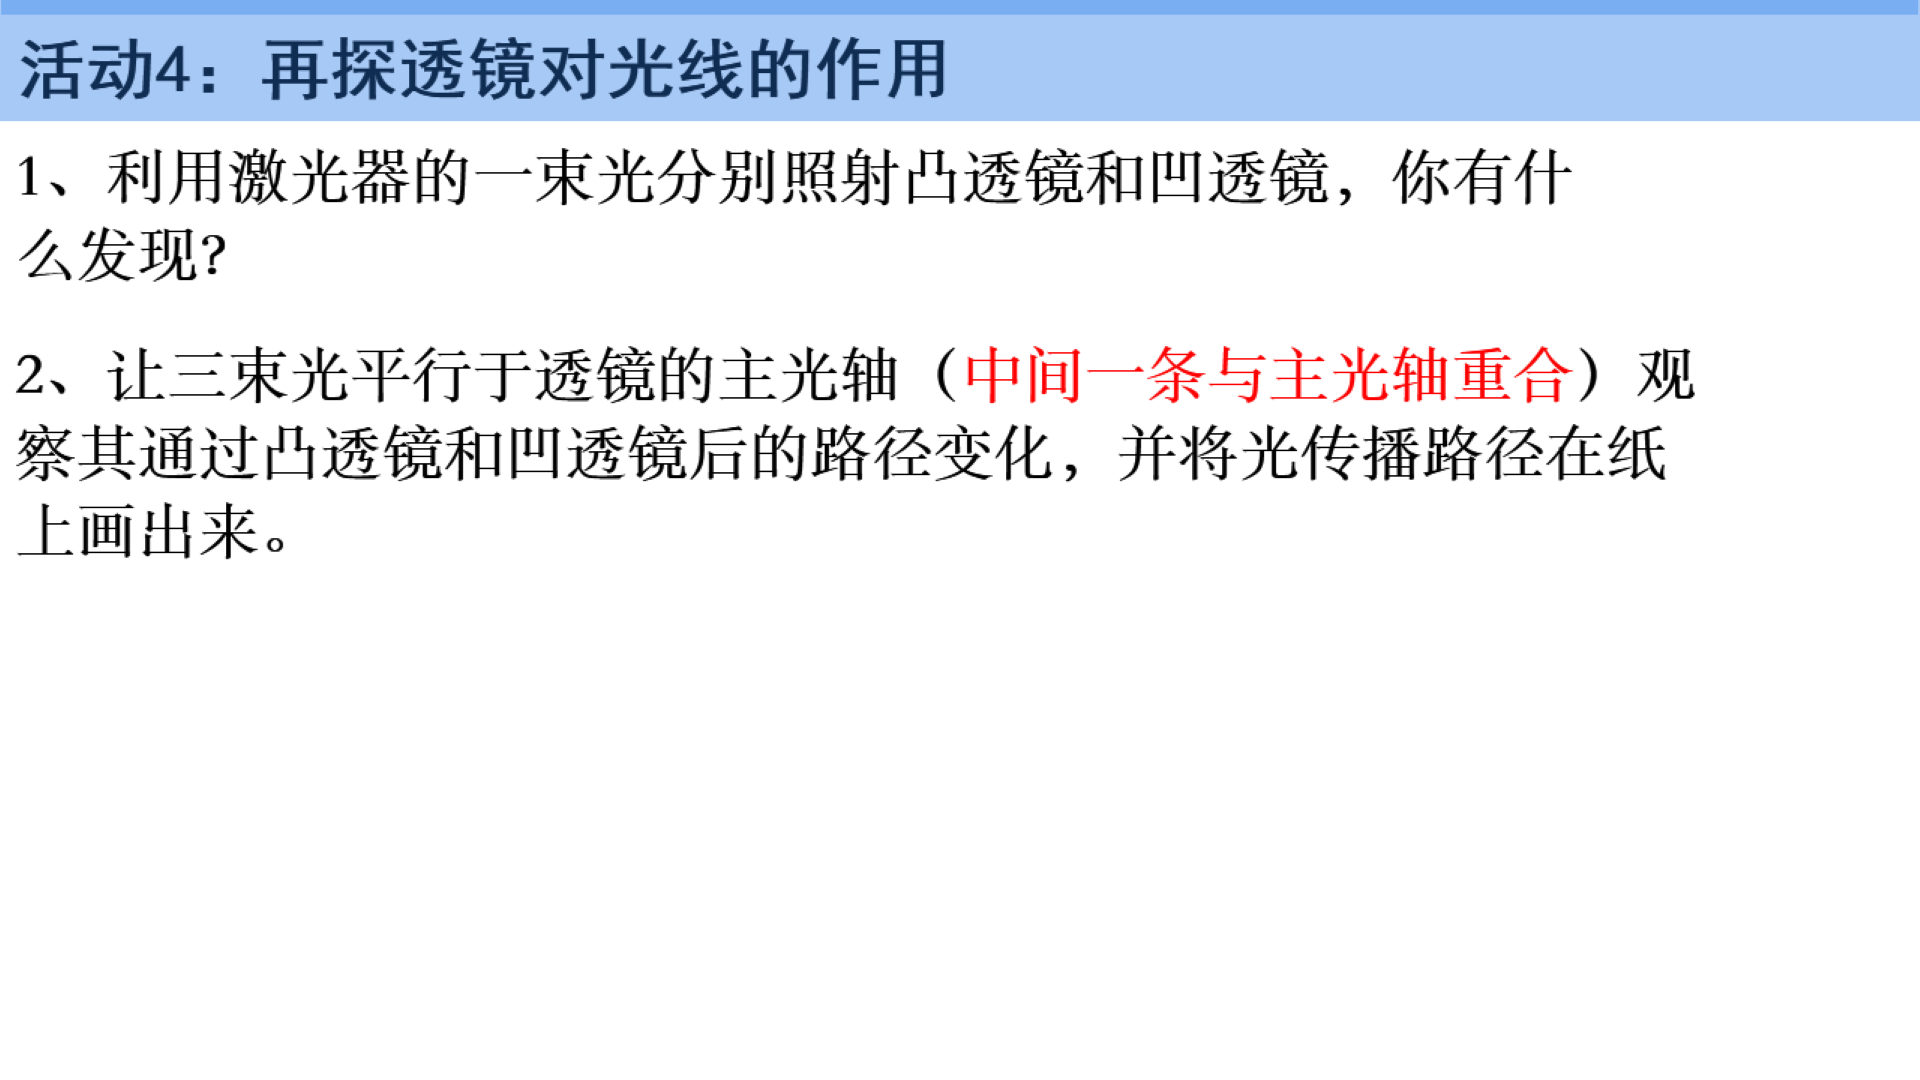 活动4：再探透镜对光线的作用
1、利用激光器的一束光分别照射凸透镜和凹透镜，你有什
么发现?
2、让三束光平行于透镜的主光轴（中间一条与主光轴重合）观
察其通过凸透镜和凹透镜后的路径变化，并将光传播路径在纸
上画出来。